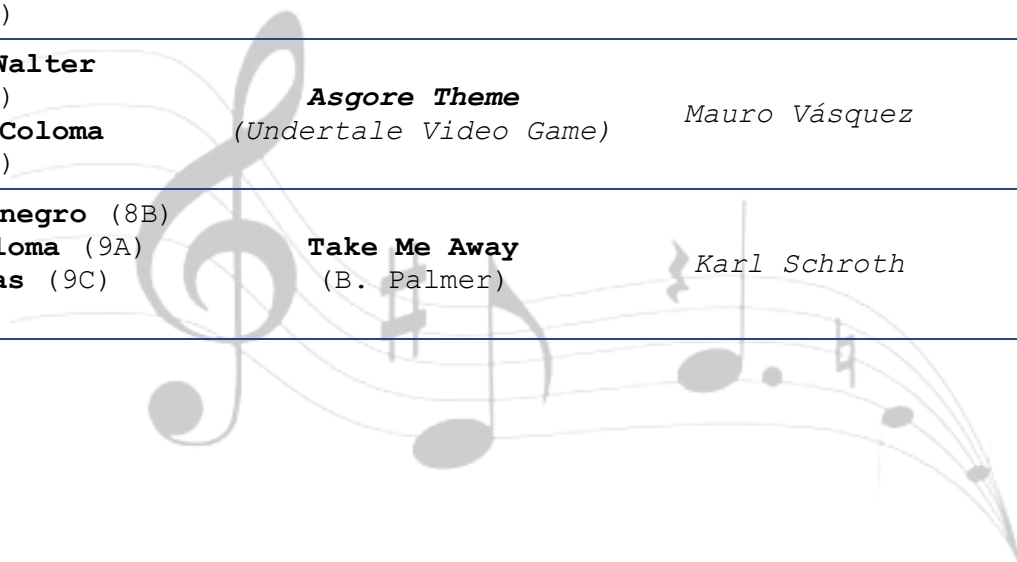 )
Walter
)
Asgore Theme
Mauro Vásquez
Coloma
(Undertale Video Game)
)
negro (8B)
loma (9A)
Take Me Away
Karl Schroth
as (9C)
(B. Palmer)